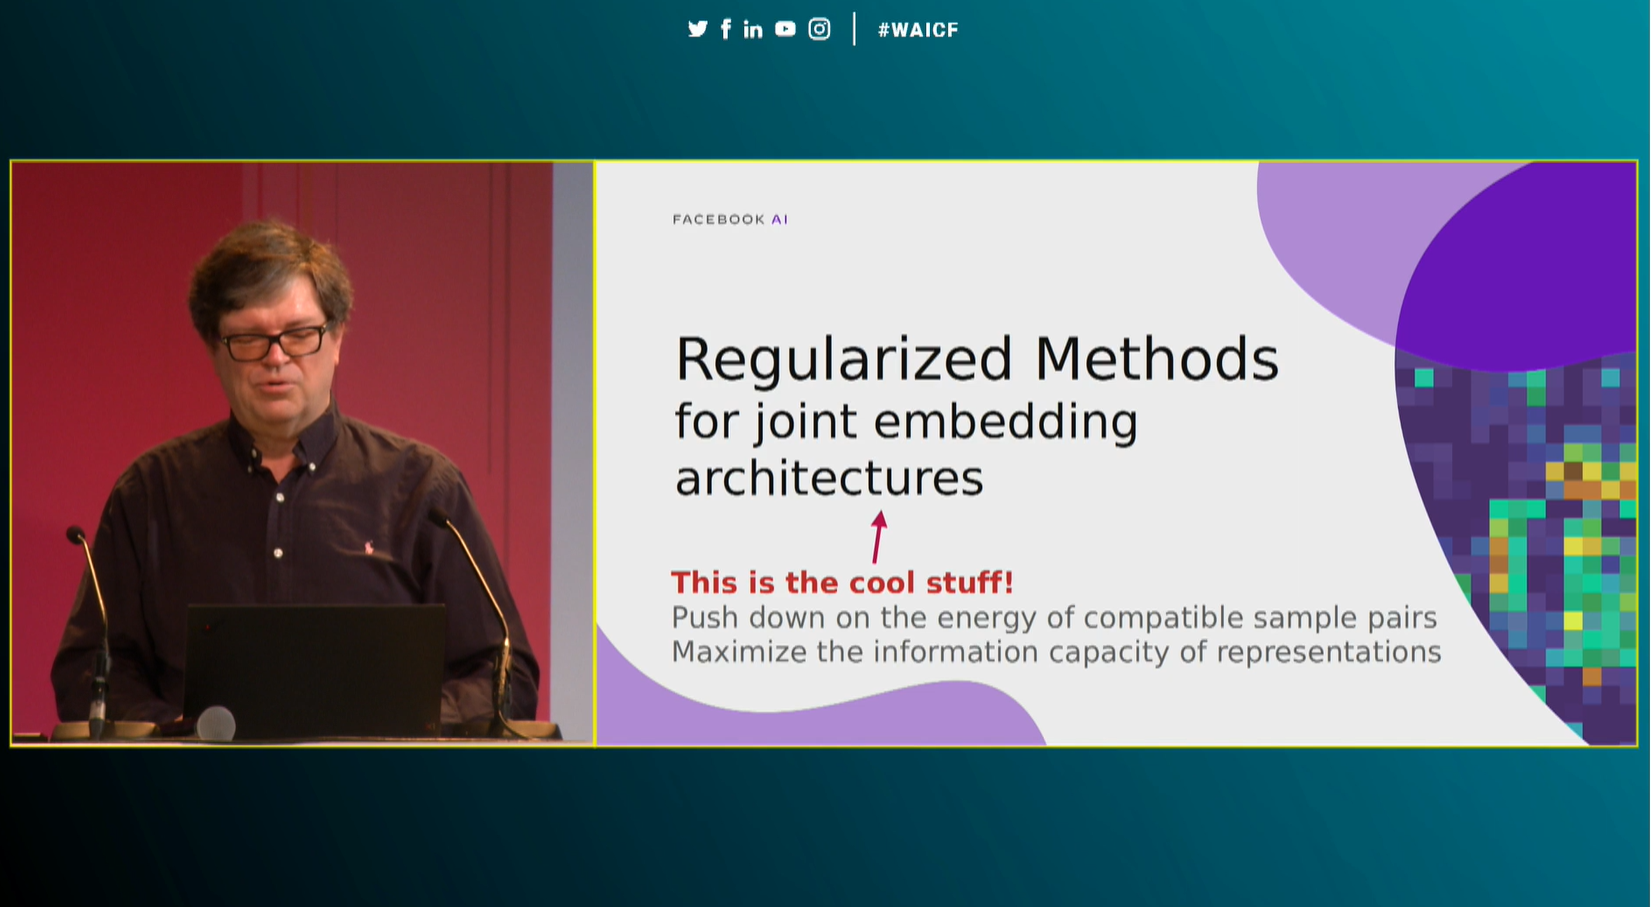 #WAICF
FACEBOOK AI
Regularized Methods
for joint embedding
architectures
This is the cool stuff!
Push down on the energy of compatible sample pairs
Maximize the information capacity of representations